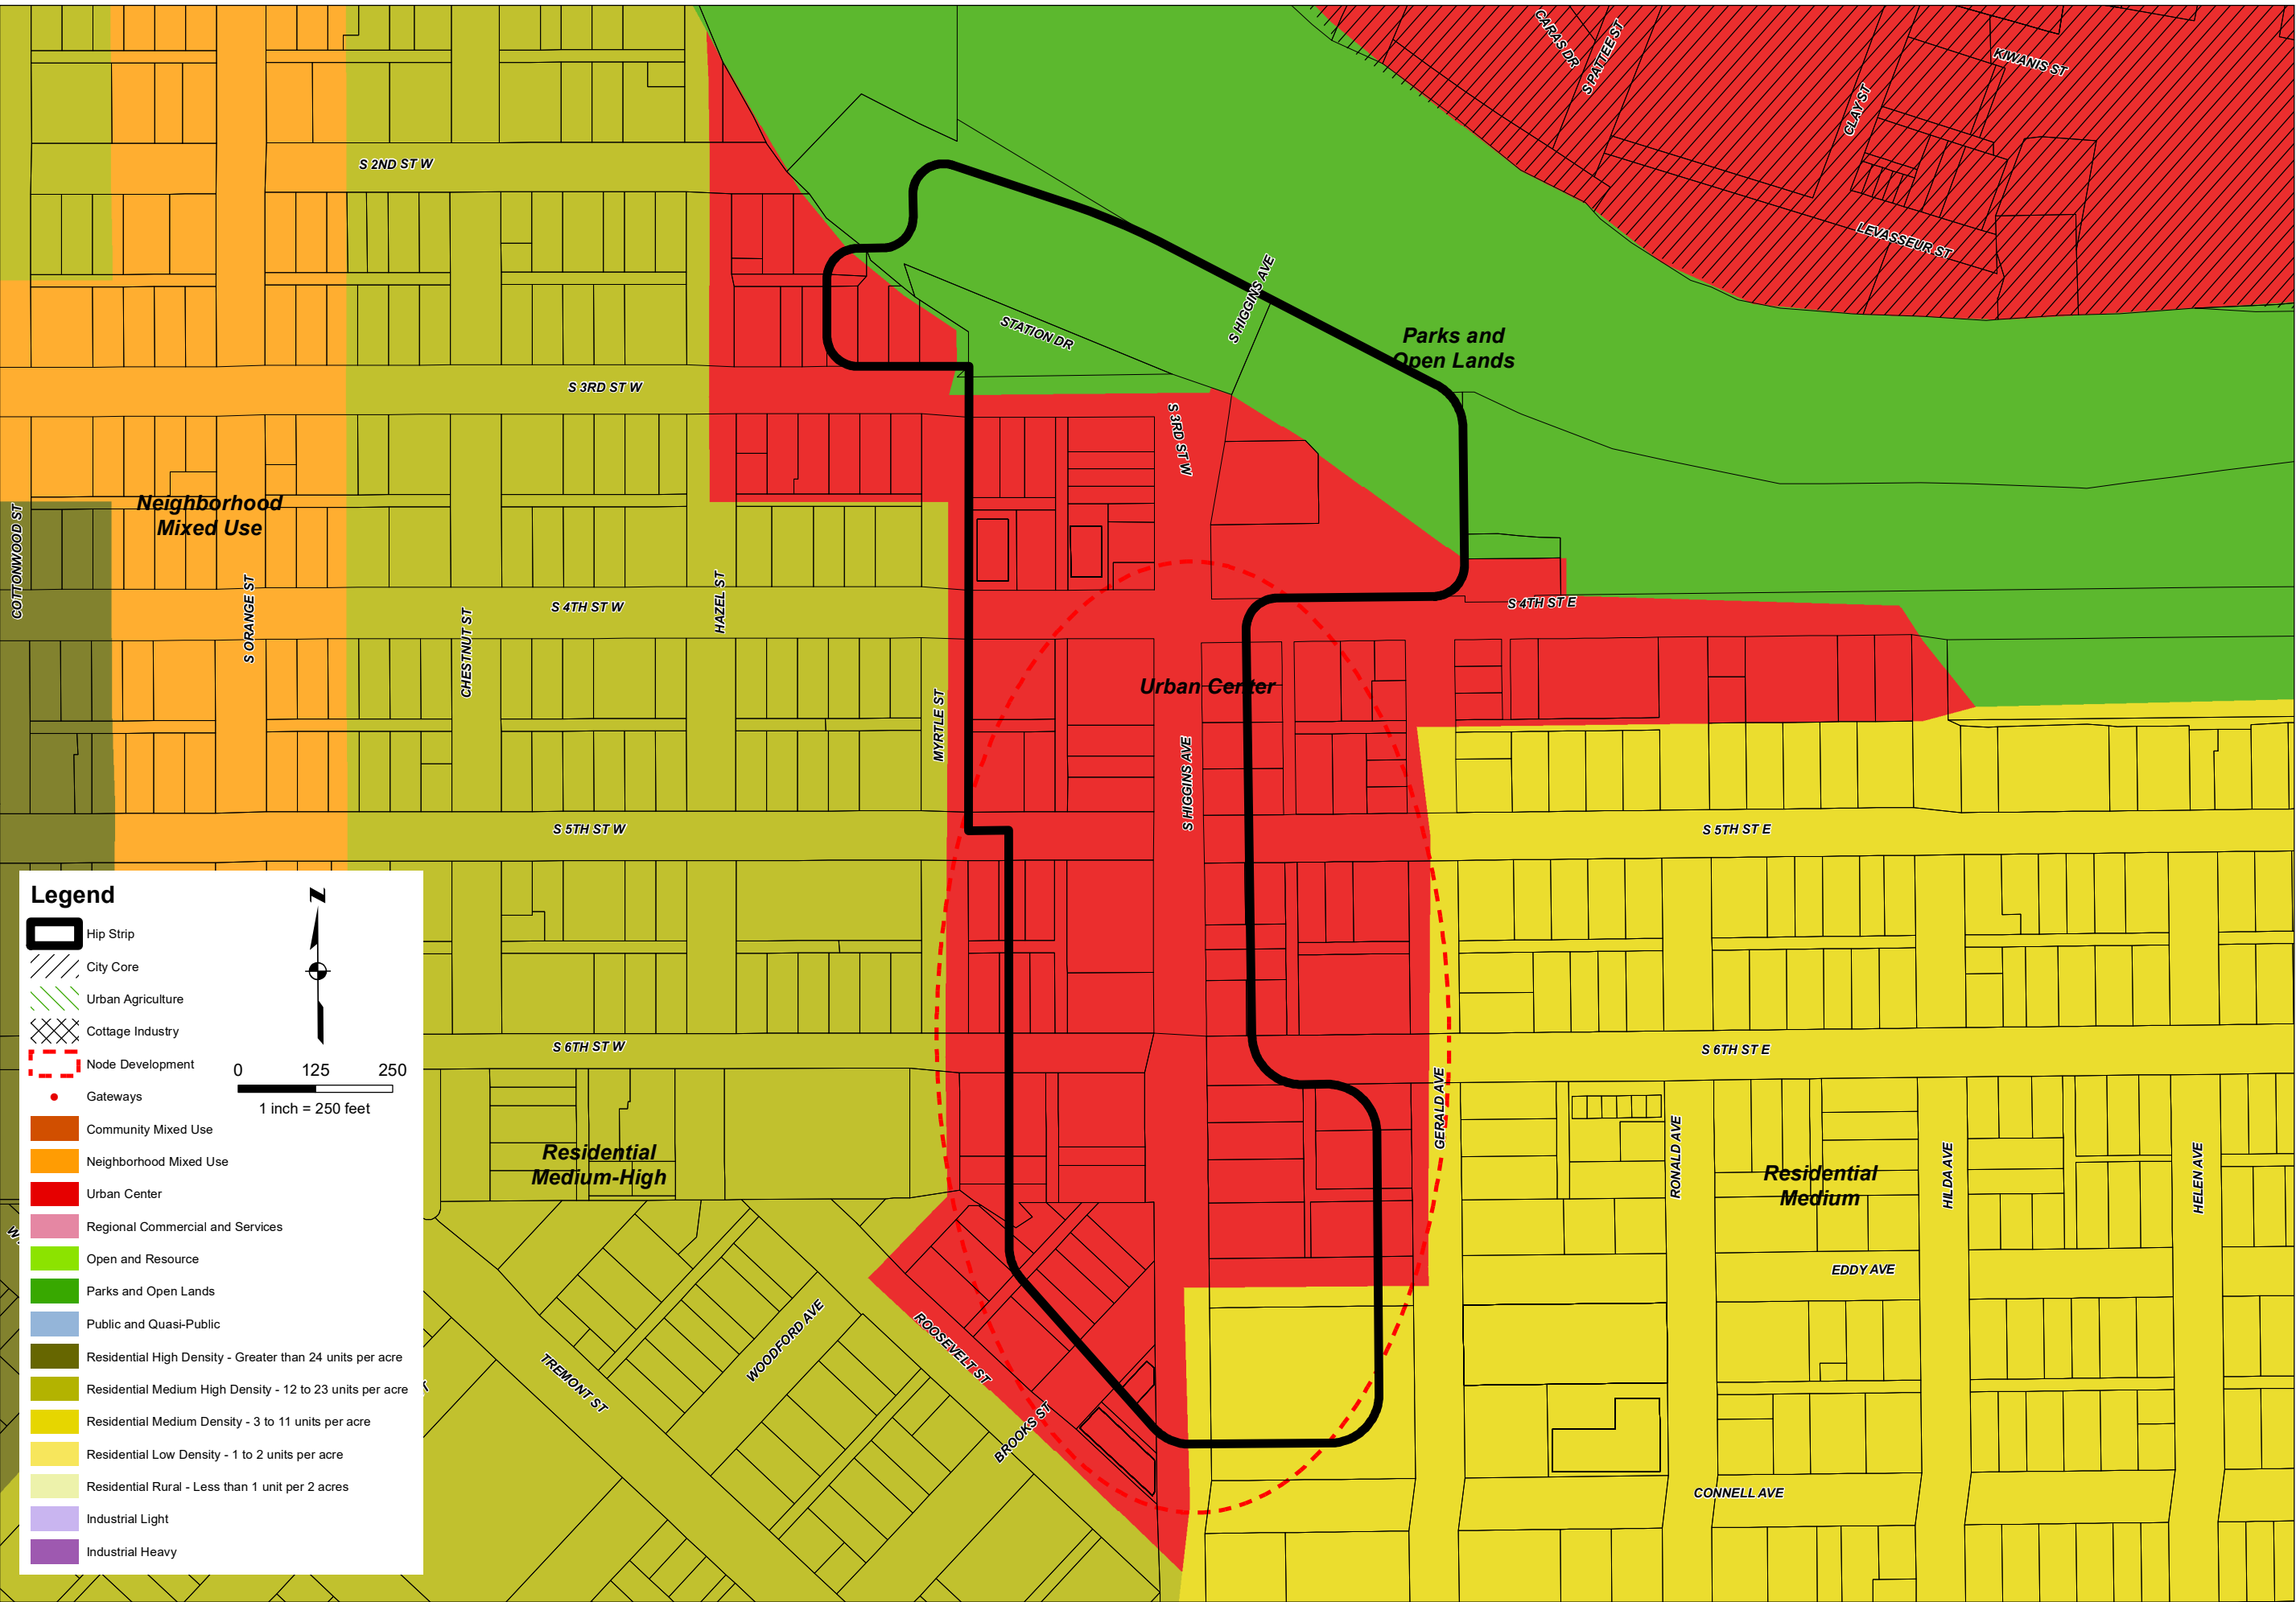 CARAS DR
S PATTEE ST
KIWANIS ST
CLAY ST
LEVASSEUR ST
S 2ND ST W
S HIGGINS AVE
STATION DR
Parks and
Open Lands
S 3RD ST W
S 3RD ST W
Neighborhood
Mixed Use
COTTONWOOD ST
S ORANGE ST
CHESTNUT ST
HAZEL ST
S 4TH ST W
S 4TH ST E
MYRTLE ST
Urban Center
S HIGGINS AVE
S 5TH ST W
S 5TH ST E
S 6TH ST W
S 6TH ST E
GERALD AVE
RONALD AVE
HILDA AVE
HELEN AVE
Residential
Medium-High
Residential
Medium
EDDY AVE
WOODFORD AVE
ROOSEVELT ST
TREMONT ST
BROOKS ST
CONNELL AVE
Legend
N
Hip Strip
City Core
Urban Agriculture
Cottage Industry
Node Development
Gateways
0 125 250
1 inch = 250 feet
Community Mixed Use
Neighborhood Mixed Use
Urban Center
Regional Commercial and Services
Open and Resource
Parks and Open Lands
Public and Quasi-Public
Residential High Density - Greater than 24 units per acre
Residential Medium High Density - 12 to 23 units per acre
Residential Medium Density - 3 to 11 units per acre
Residential Low Density - 1 to 2 units per acre
Residential Rural - Less than 1 unit per 2 acres
Industrial Light
Industrial Heavy